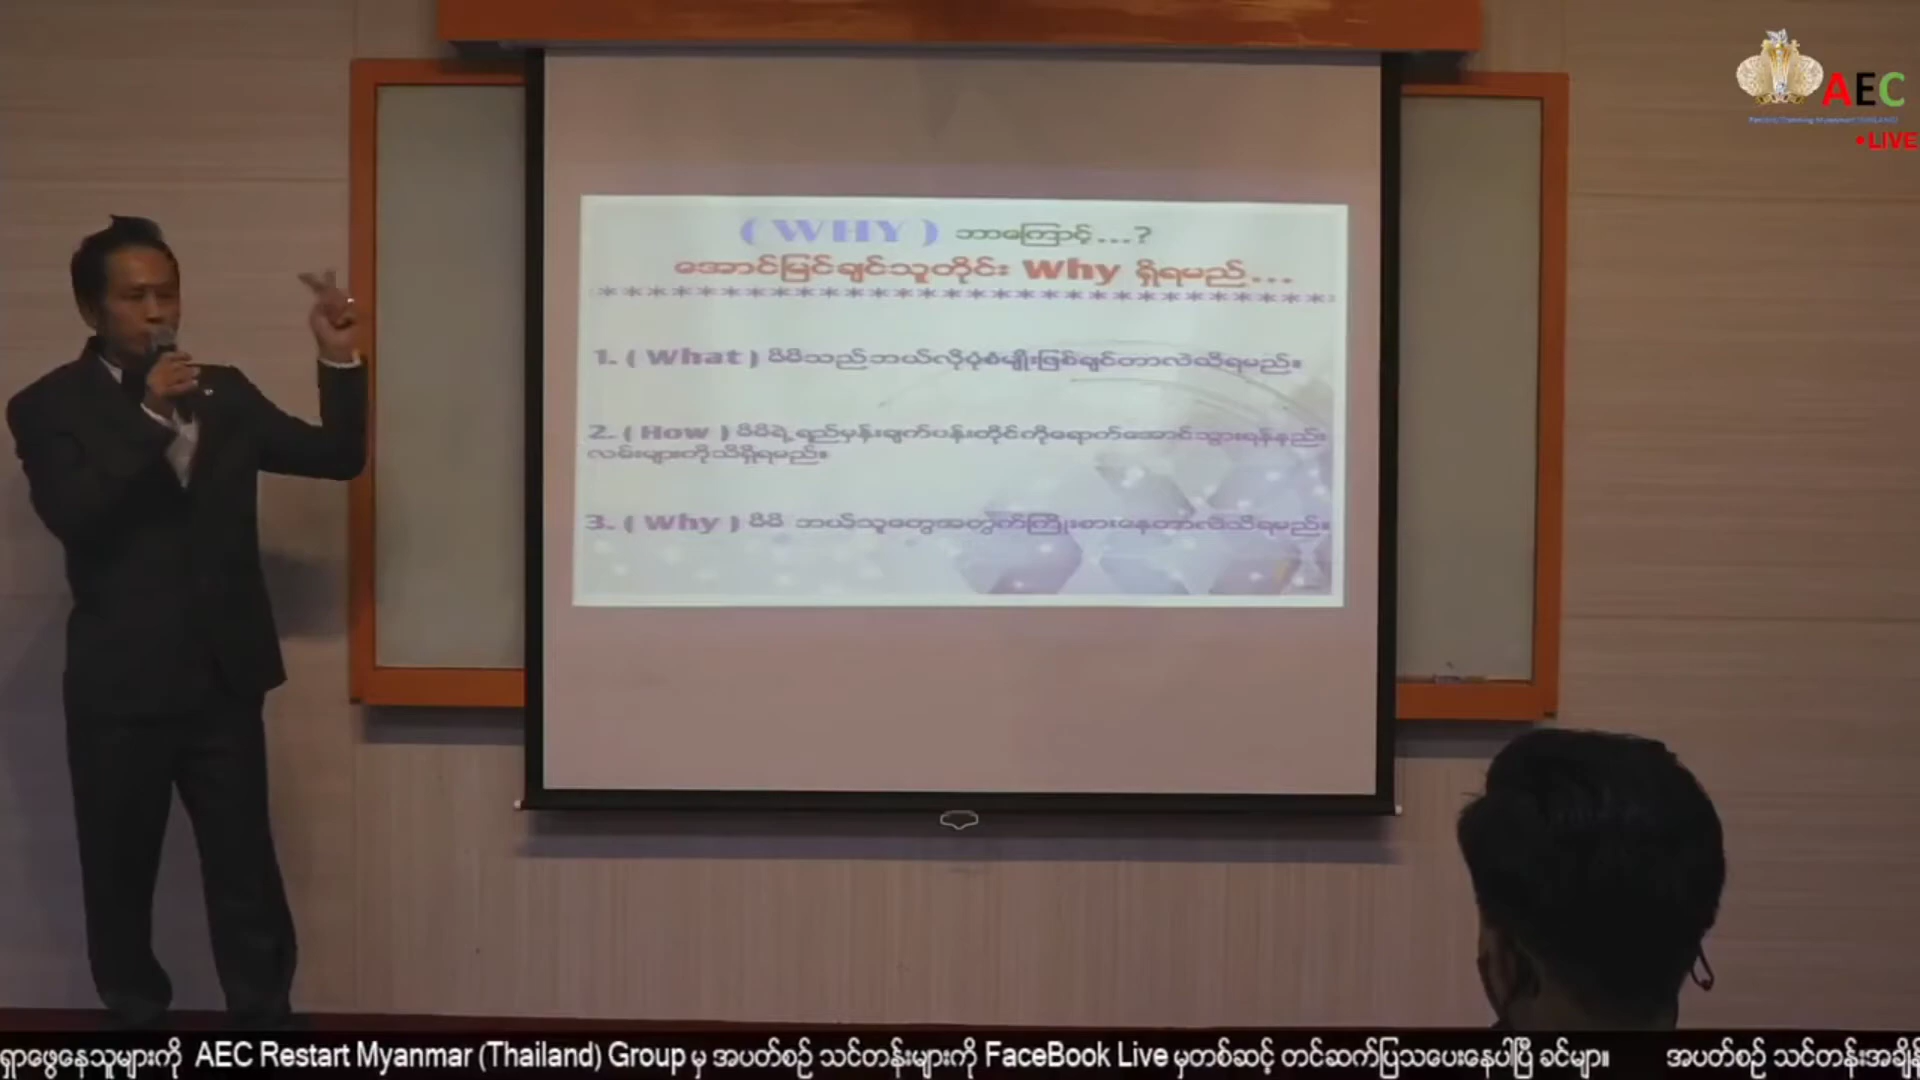 AEC
• LIVE
( WHY ) ဘာကြောင့်...?
အောင်မြင်ချင်သူတိုင်း Why ရှိရမည်...
1. ( What ) မိမိသည်ဘယ်လိုပုံစံမျိုးဖြစ်ချင်တာလဲသိရမည်။
2. ( How ) မိမိရဲ့ ရည်မှန်းချက်ပန်းတိုင်ကိုရောက်အောင်သွားရန်နည်း
လမ်းများကိုသိရှိရမည်။
3. ( Why ) မိမိ ဘယ်သူတွေအတွက်ကြိုးစားနေတာလဲသိရမည်။
ရှာဖွေနေသူများကို AEC Restart Myanmar (Thailand) Group မှ အပတ်စဉ် သင်တန်းများကို FaceBook Live မှတစ်ဆင့် တင်ဆက်ပြသပေးနေပါပြီ ခင်မျာ။ အပတ်စဉ် သင်တန်းအချိန်